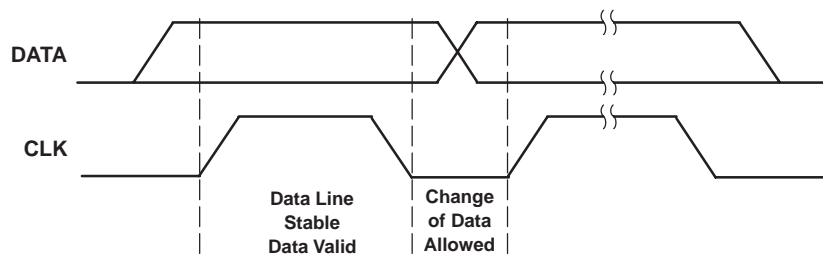 DATA
CLK
Data Line
Stable
Data Valid
Change
of Data
Allowed